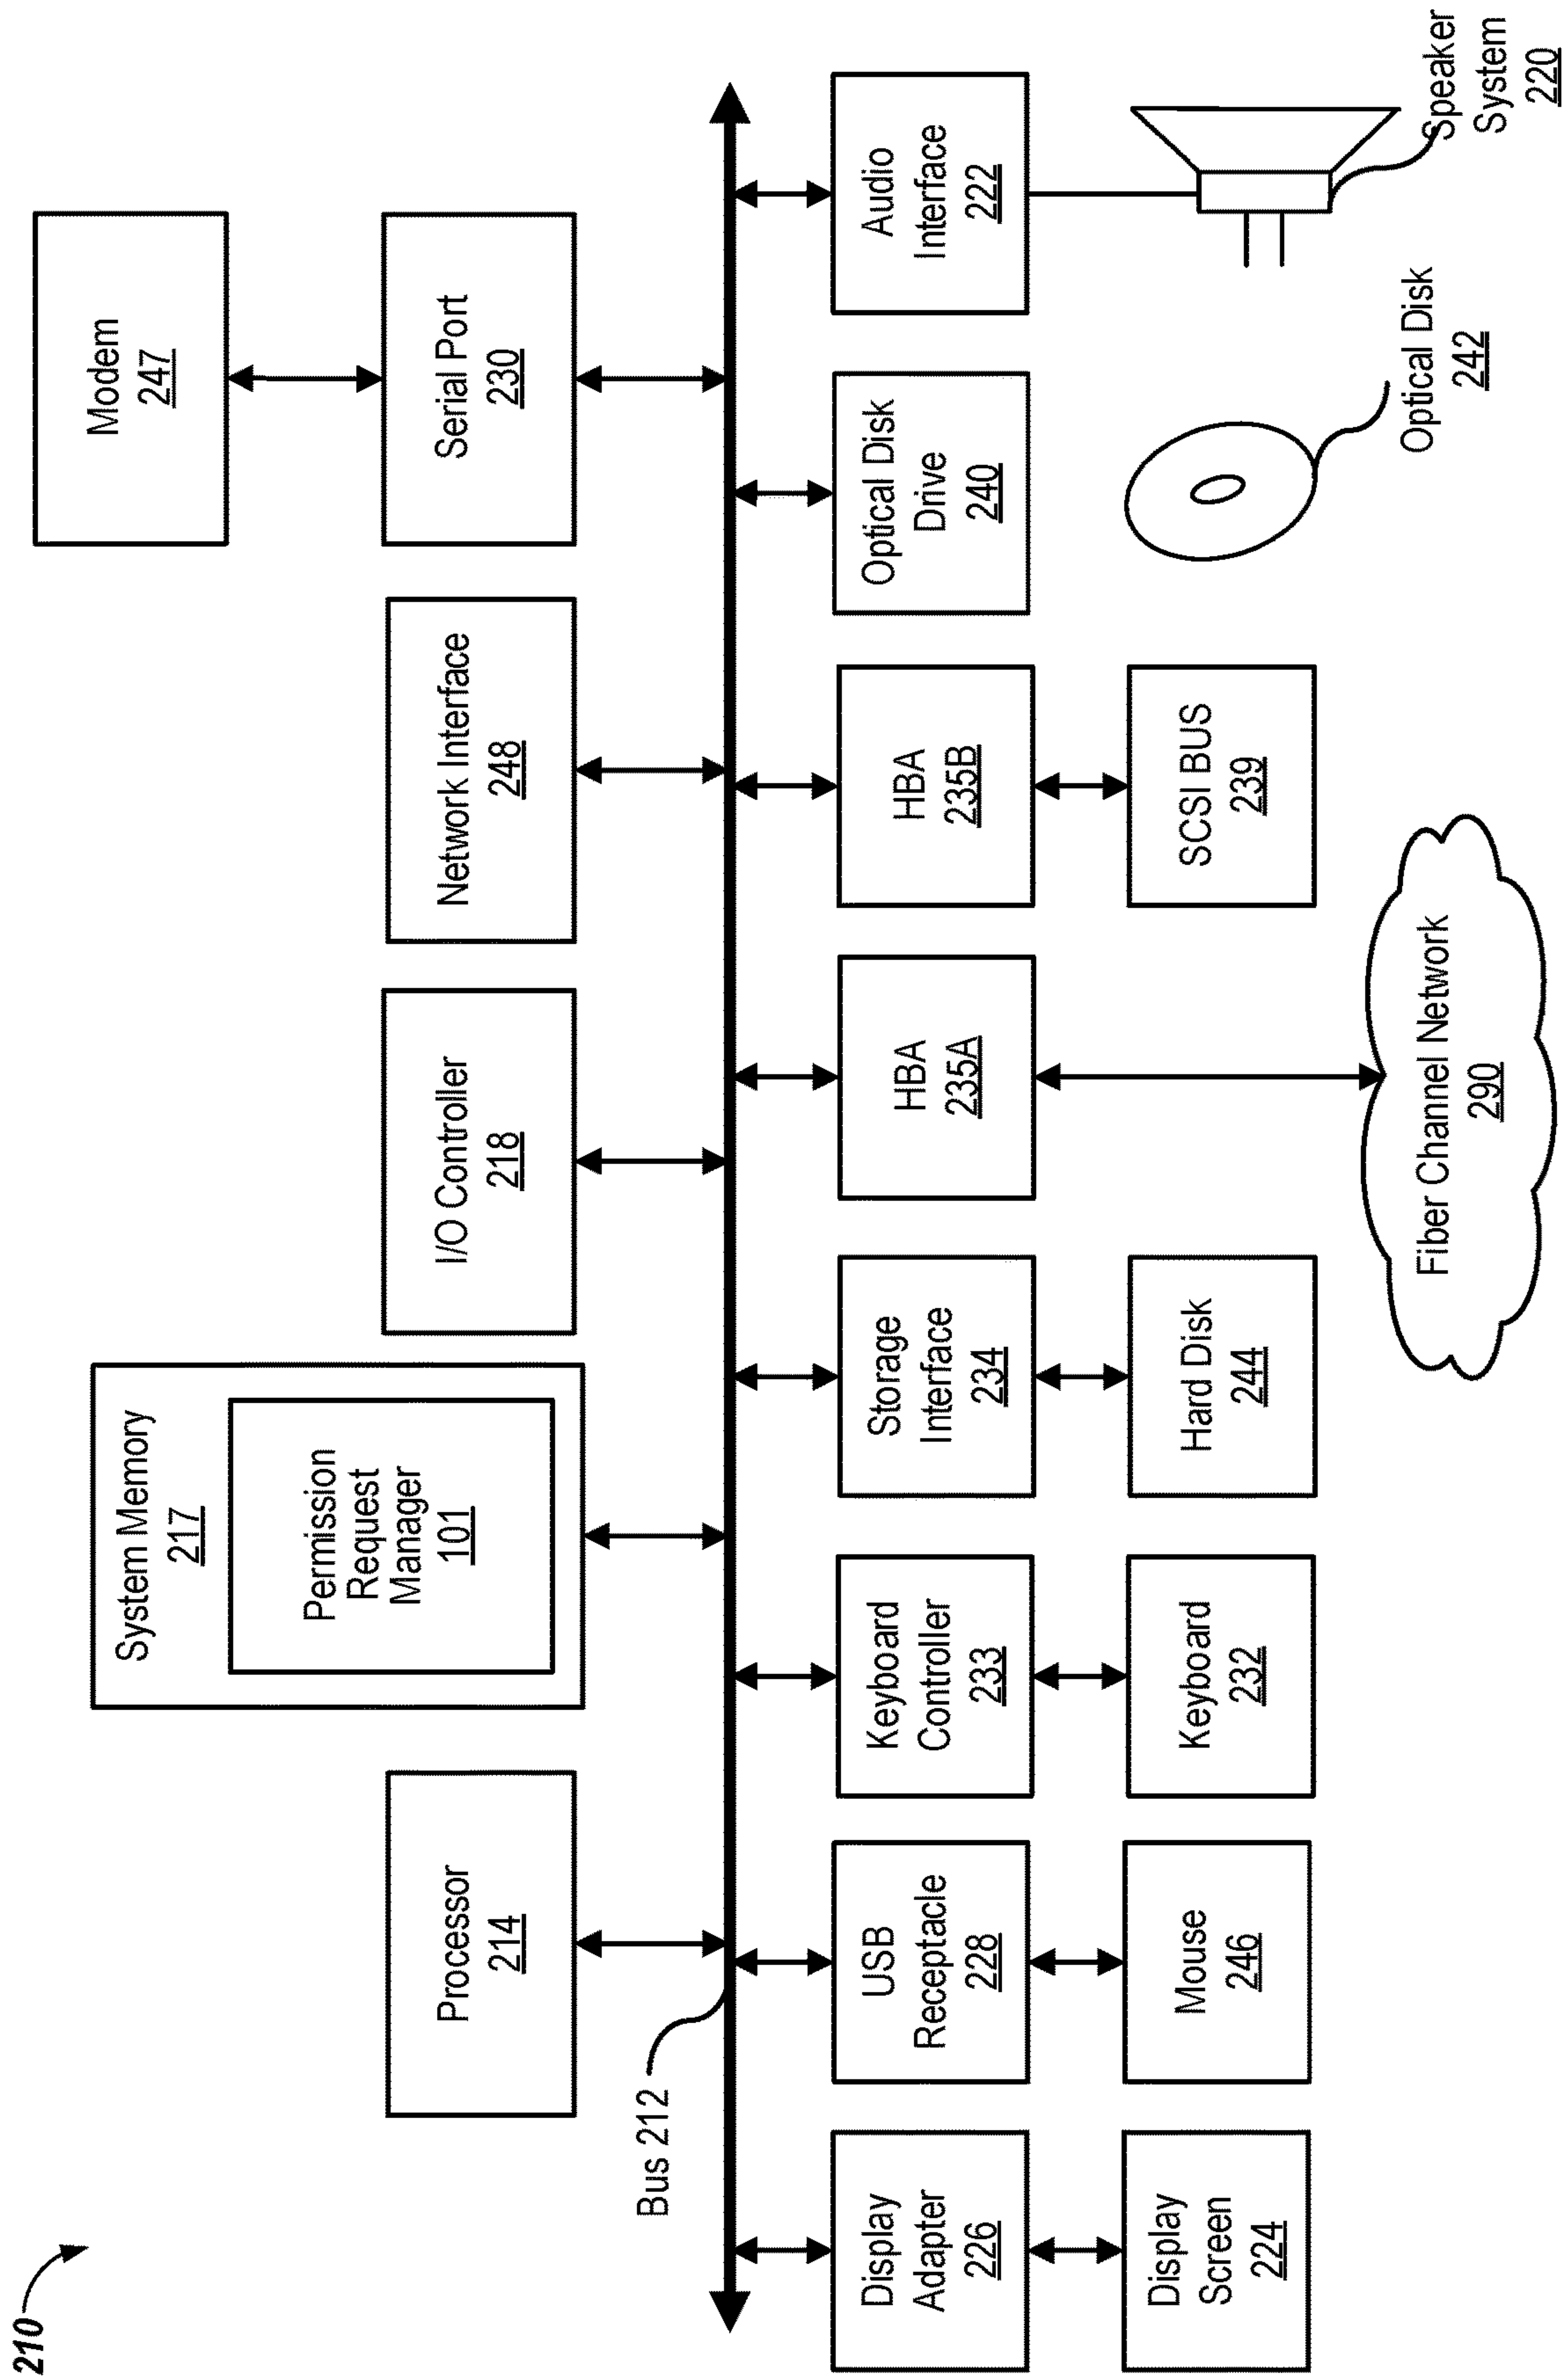 210
Processor
214
System Memory
217
Permission
Request
Manager
101
I/O Controller
218
Network Interface
248
Modem
247
Serial Port
230
Bus 212
Display
Adapter
226
USB
Receptacle
228
Keyboard
Controller
233
Storage
Interface
234
HBA
235A
HBA
235B
Optical Disk
Drive
240
Audio
Interface
222
Display
Screen
224
Mouse
246
Keyboard
232
Hard Disk
244
Fiber Channel Network
290
SCSI BUS
239
Optical Disk
242
Speaker
System
220